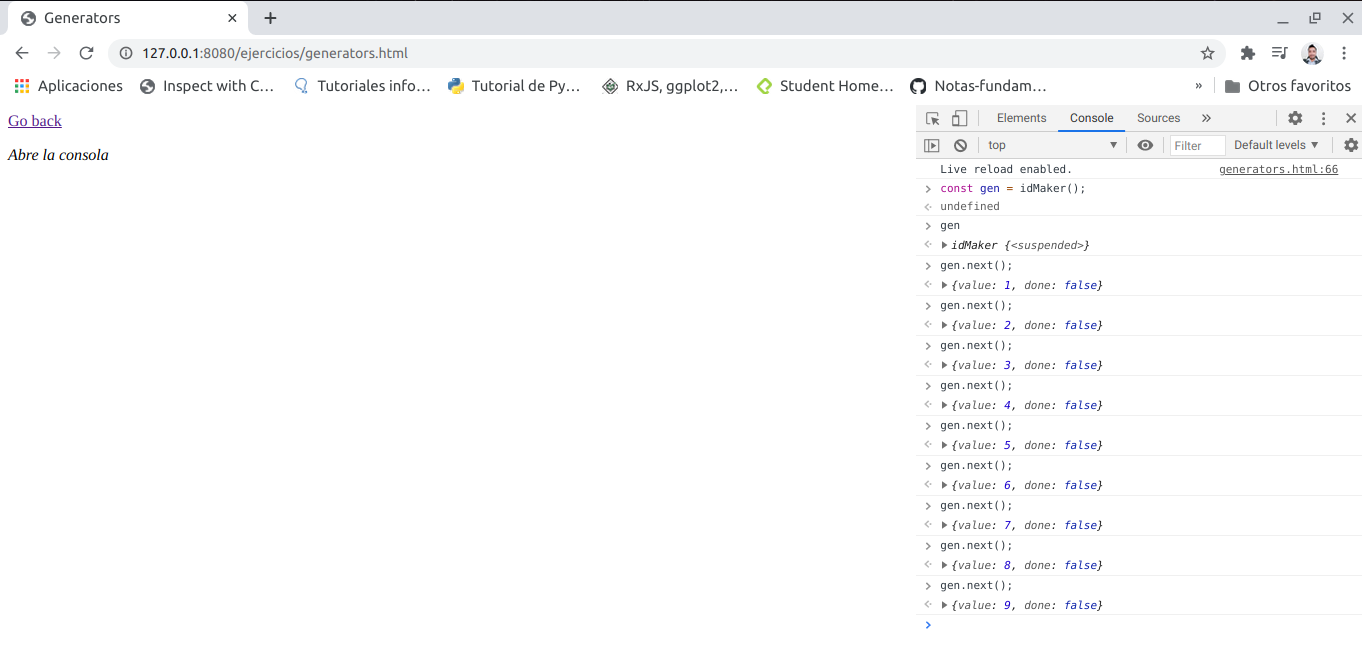 Generators
127.0.0.1:8080/ejercicios/generators.html
Aplicaciones Inspect with C... Tutoriales info... Tutorial de Py... RxJS, ggplot2,... Student Home... Notas-fundam... » Otros favoritos
Go back
Abre la consola
Elements Console Sources »
top Filter Default levels
Live reload enabled. generators.html:66
const gen = idMaker();
undefined
gen
idMaker {<suspended>}
gen.next();
{value: 1, done: false}
gen.next();
{value: 2, done: false}
gen.next();
{value: 3, done: false}
gen.next();
{value: 4, done: false}
gen.next();
{value: 5, done: false}
gen.next();
{value: 6, done: false}
gen.next();
{value: 7, done: false}
gen.next();
{value: 8, done: false}
gen.next();
{value: 9, done: false}